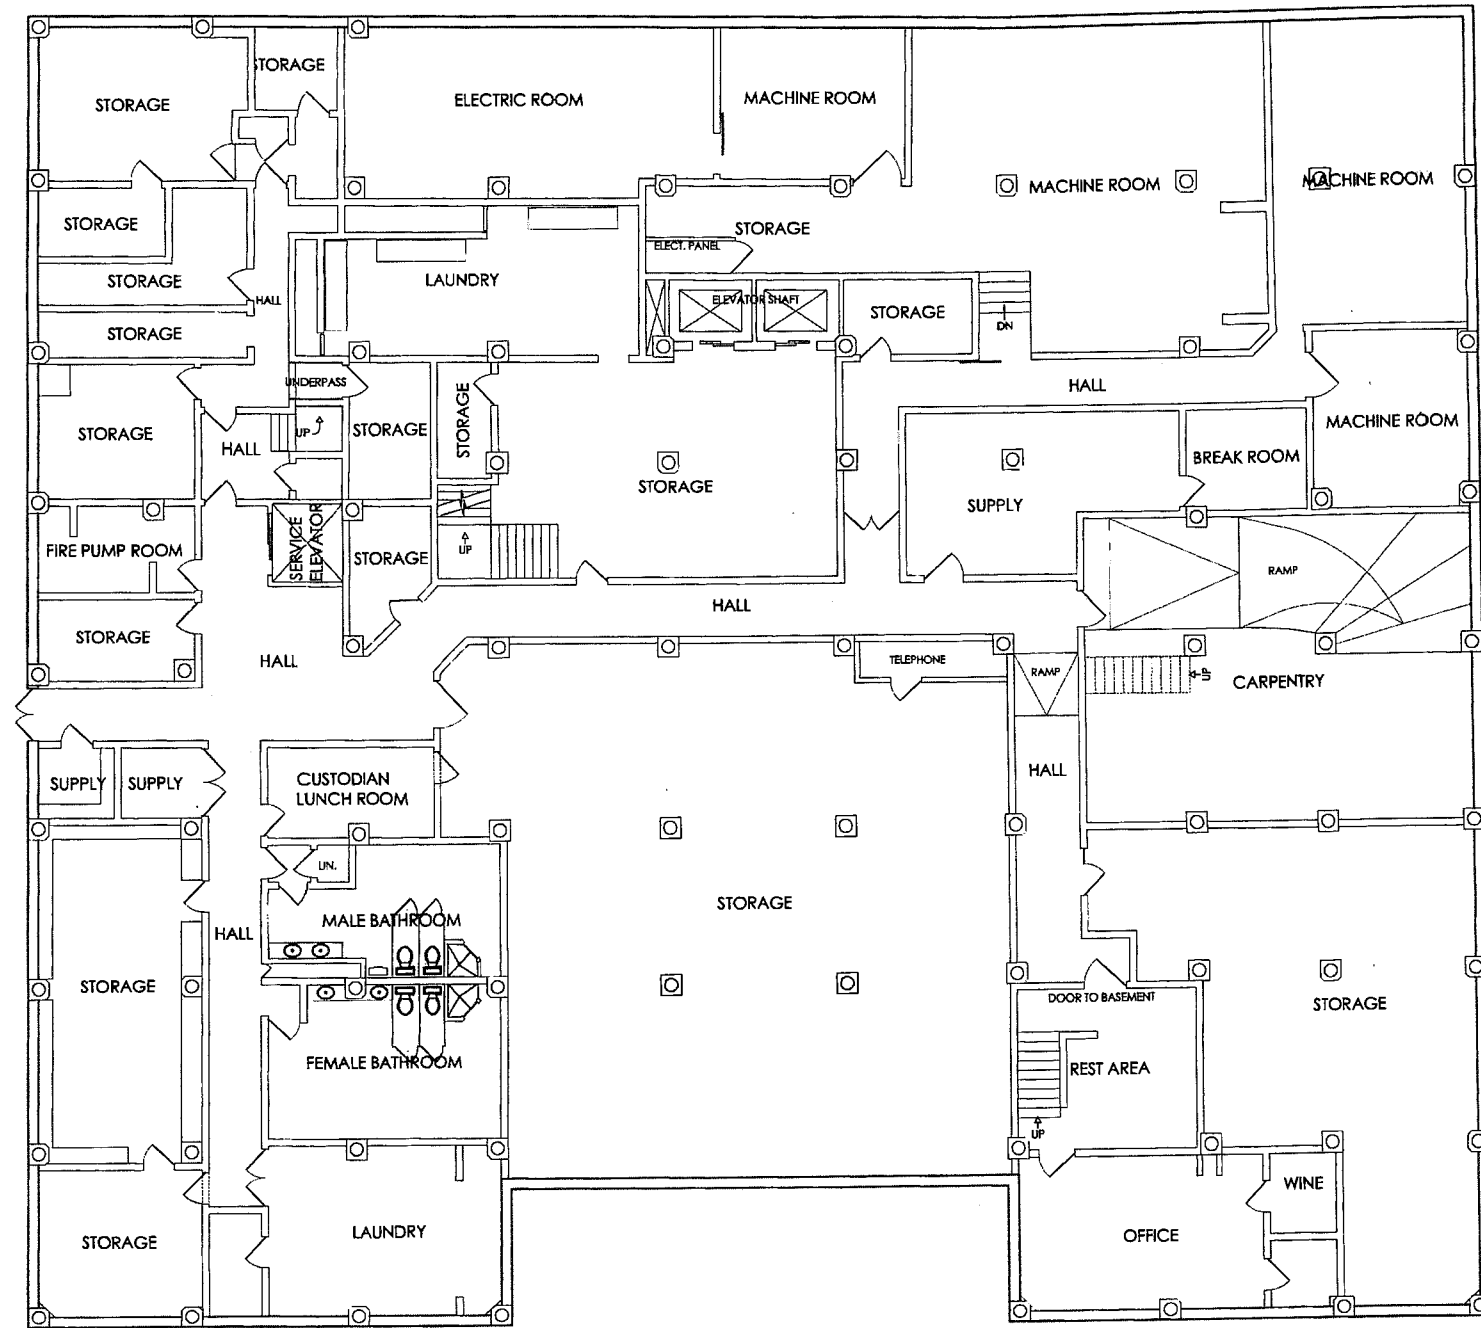 STORAGE
STORAGE
ELECTRIC ROOM
MACHINE ROOM
MACHINE ROOM
MACHINE ROOM
STORAGE
STORAGE
ELECT. PANEL
STORAGE
LAUNDRY
HALL
ELEVATOR SHAFT
STORAGE
DN
STORAGE
UNDERPASS
HALL
STORAGE
HALL
UP
STORAGE
STORAGE
STORAGE
MACHINE ROOM
BREAK ROOM
SUPPLY
FIRE PUMP ROOM
SERVICE
ELEVATOR
STORAGE
UP
RAMP
STORAGE
HALL
HALL
TELEPHONE
RAMP
UP
CARPENTRY
SUPPLY
SUPPLY
CUSTODIAN
LUNCH ROOM
HALL
LIN.
MALE BATHROOM
STORAGE
HALL
STORAGE
DOOR TO BASEMENT
STORAGE
FEMALE BATHROOM
REST AREA
UP
WINE
STORAGE
LAUNDRY
OFFICE